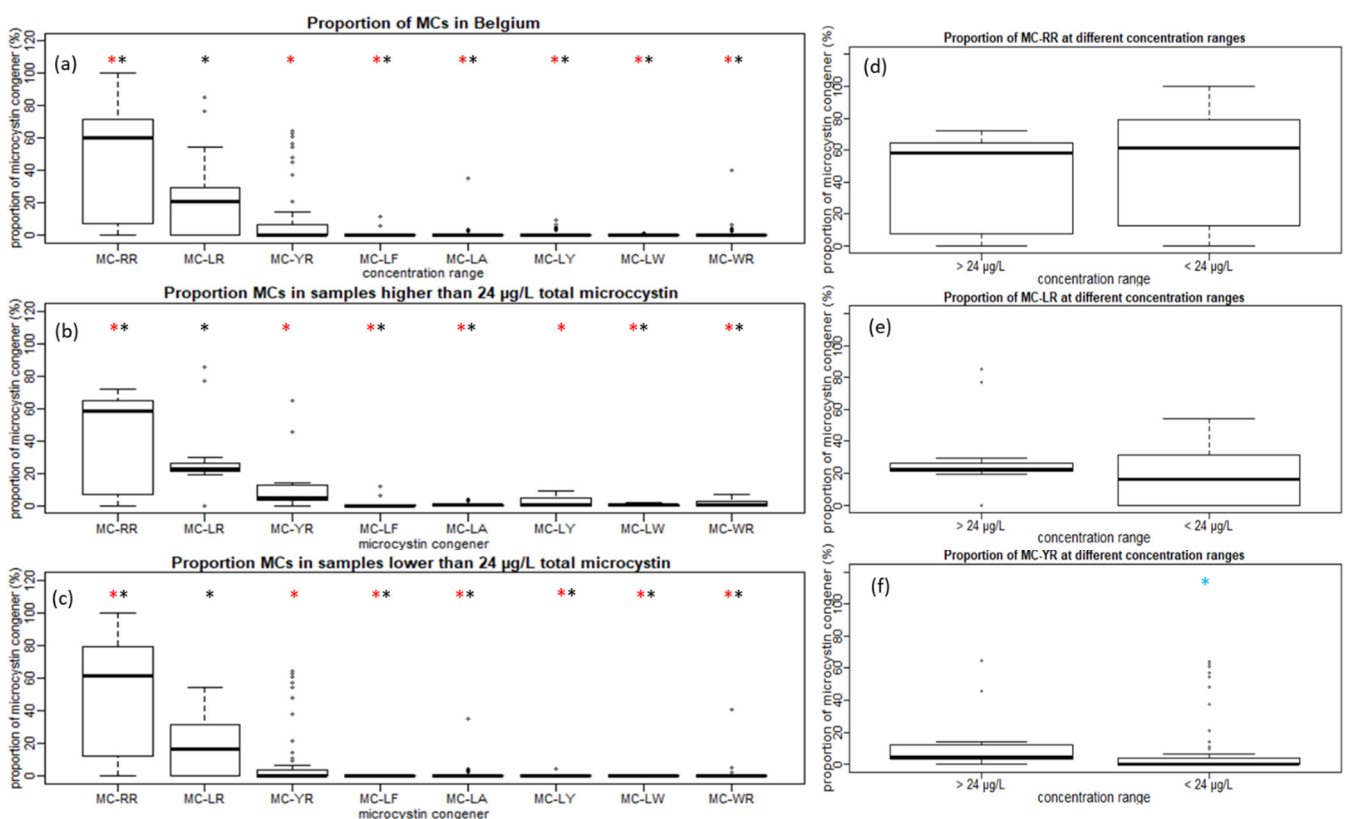 Proportion of MCs in Belgium
(a)
* * * * * * * * * * * * * *
proportion of microcystin congener (%)
0 20 40 60 80 100 120
MC-RR MC-LR MC-YR MC-LF MC-LA MC-LY MC-LW MC-WR
concentration range
Proportion MCs in samples higher than 24 µg/L total microccystin
(b)
* * * * * * * * * * * * *
proportion of microcystin congener (%)
0 20 40 60 80 100 120
MC-RR MC-LR MC-YR MC-LF MC-LA MC-LY MC-LW MC-WR
microcystin congener
Proportion MCs in samples lower than 24 µg/L total microcystin
(c)
* * * * * * * * * * * * * *
proportion of microcystin congener (%)
0 20 40 60 80 100 120
MC-RR MC-LR MC-YR MC-LF MC-LA MC-LY MC-LW MC-WR
microcystin congener
Proportion of MC-RR at different concentration ranges
(d)
proportion of microcystin congener (%)
0 20 40 60 80 100
> 24 µg/L < 24 µg/L
concentration range
Proportion of MC-LR at different concentration ranges
(e)
proportion of microcystin congener (%)
0 20 40 60 80 100
> 24 µg/L < 24 µg/L
concentration range
Proportion of MC-YR at different concentration ranges
(f)
*
proportion of microcystin congener (%)
0 20 40 60 80 100
> 24 µg/L < 24 µg/L
concentration range